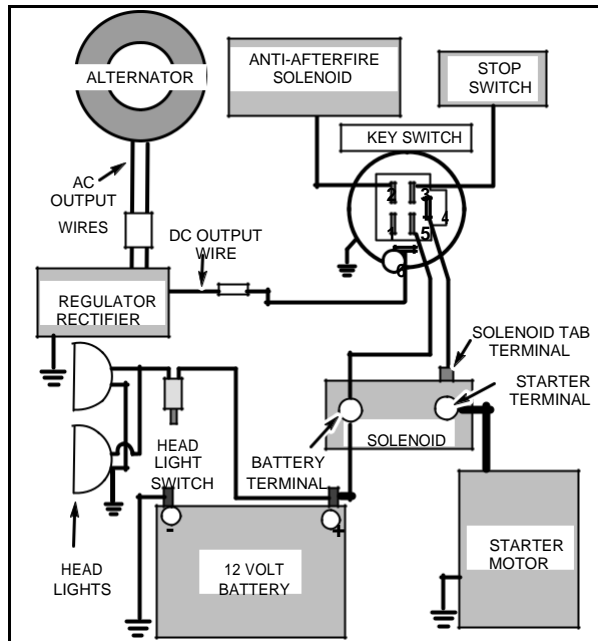 ALTERNATOR
ANTI-AFTERFIRE
SOLENOID
STOP
SWITCH
KEY SWITCH
AC
OUTPUT
WIRES
DC OUTPUT
WIRE
2
3
4
1
5
6
REGULATOR
RECTIFIER
SOLENOID TAB
TERMINAL
STARTER
TERMINAL
SOLENOID
HEAD
LIGHT
SWITCH
BATTERY
TERMINAL
-
+
12 VOLT
BATTERY
STARTER
MOTOR
HEAD
LIGHTS